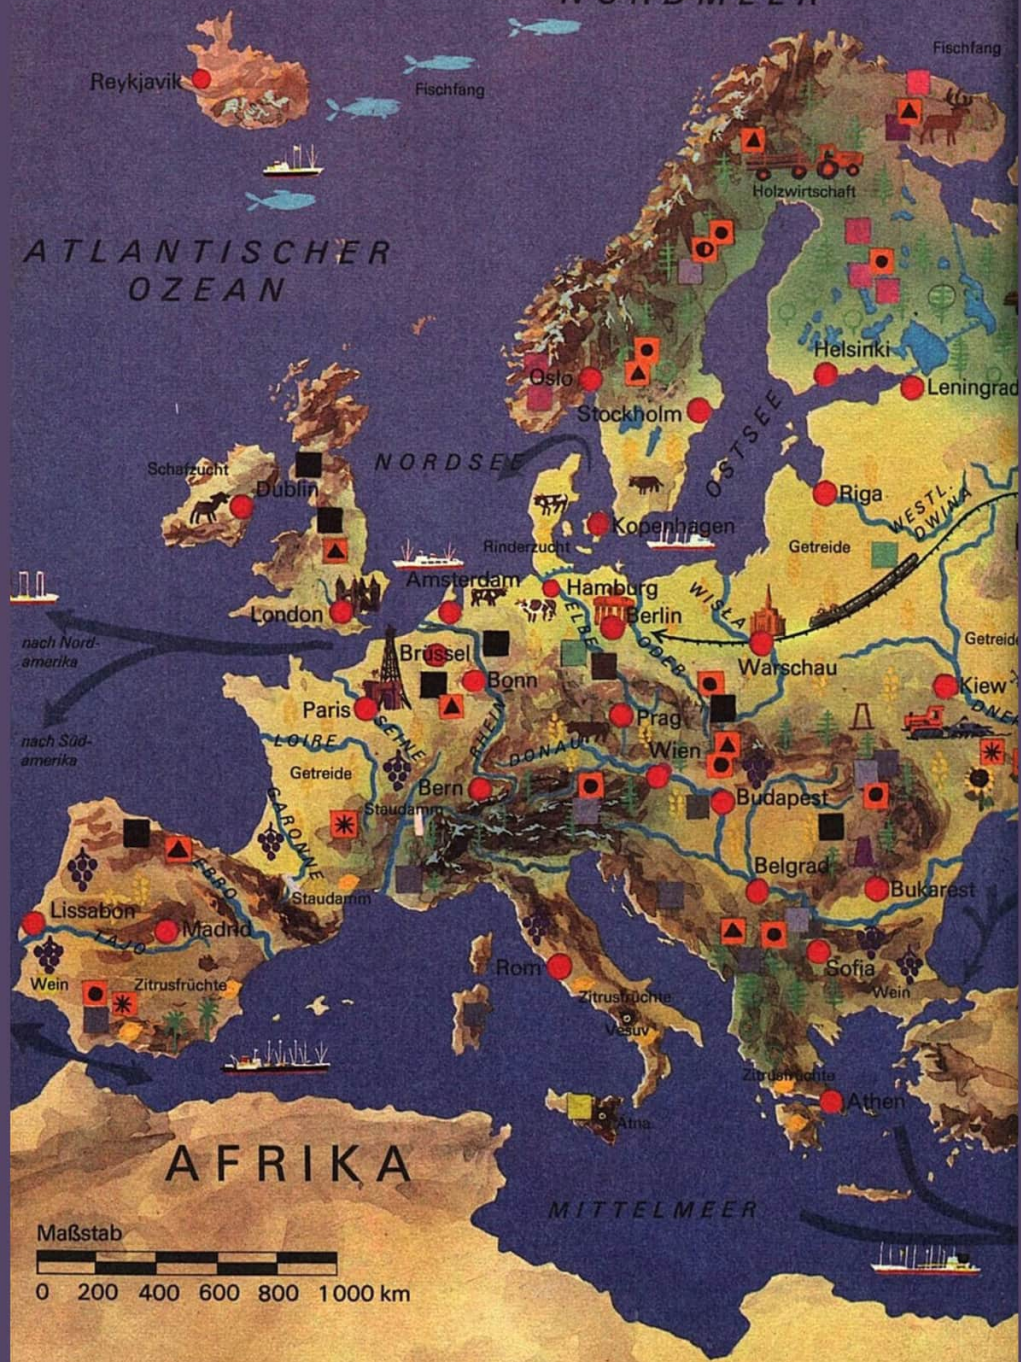 NORDMEER
Fischfang
Reykjavik
Fischfang
Holzwirtschaft
ATLANTISCHER
OZEAN
Helsinki
Oslo
Leningrad
Stockholm
OSTSEE
NORDSEE
Schafzucht
Dublin
Riga
WESTL.
DWINA
Kopenhagen
Rinderzucht
Getreide
Amsterdam
Hamburg
London
ELBE
Berlin
WISŁA
ODER
nach Nord-
amerika
Getreide
Brüssel
Warschau
Bonn
Kiew
Paris
Prag
SEINE
RHEIN
LOIRE
DONAU
Wien
nach Süd-
amerika
Getreide
Bern
Budapest
Staudamm
GARONNE
Belgrad
EBRO
Staudamm
Bukarest
Lissabon
TAJO
Madrid
Rom
Sofia
Wein
Zitrusfrüchte
Wein
Zitrusfrüchte
Vesuv
Zitrusfrüchte
Athen
Ätna
AFRIKA
MITTELMEER
Maßstab
0 200 400 600 800 1000 km